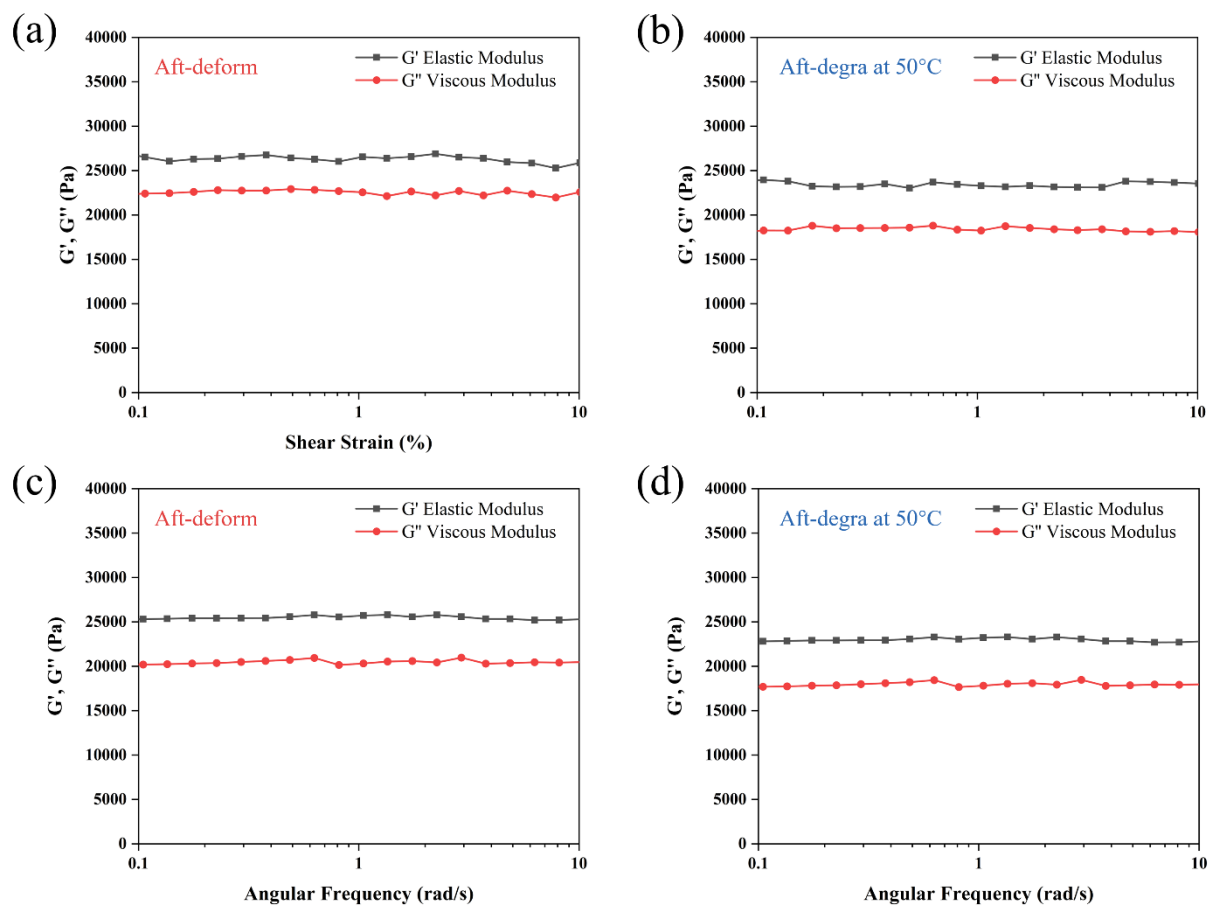 (a)
40000
35000
30000
25000
20000
15000
10000
5000
0
G', G'' (Pa)
Aft-deform
G' Elastic Modulus
G'' Viscous Modulus
0.1
1
10
Shear Strain (%)
(b)
40000
35000
30000
25000
20000
15000
10000
5000
0
G', G'' (Pa)
Aft-degra at 50°C
G' Elastic Modulus
G'' Viscous Modulus
0.1
1
10
(c)
40000
35000
30000
25000
20000
15000
10000
5000
0
G', G'' (Pa)
Aft-deform
G' Elastic Modulus
G'' Viscous Modulus
0.1
1
10
Angular Frequency (rad/s)
(d)
40000
35000
30000
25000
20000
15000
10000
5000
0
G', G'' (Pa)
Aft-degra at 50°C
G' Elastic Modulus
G'' Viscous Modulus
0.1
1
10
Angular Frequency (rad/s)